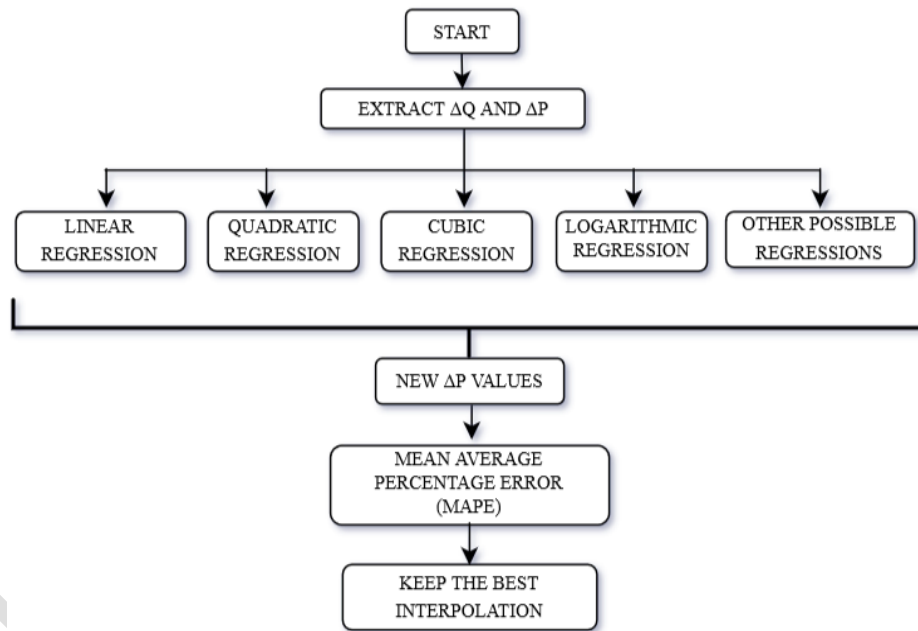 START
EXTRACT ΔQ AND ΔP
LINEAR
REGRESSION
QUADRATIC
REGRESSION
CUBIC
REGRESSION
LOGARITHMIC
REGRESSION
OTHER POSSIBLE
REGRESSIONS
NEW ΔP VALUES
MEAN AVERAGE
PERCENTAGE ERROR
(MAPE)
KEEP THE BEST
INTERPOLATION